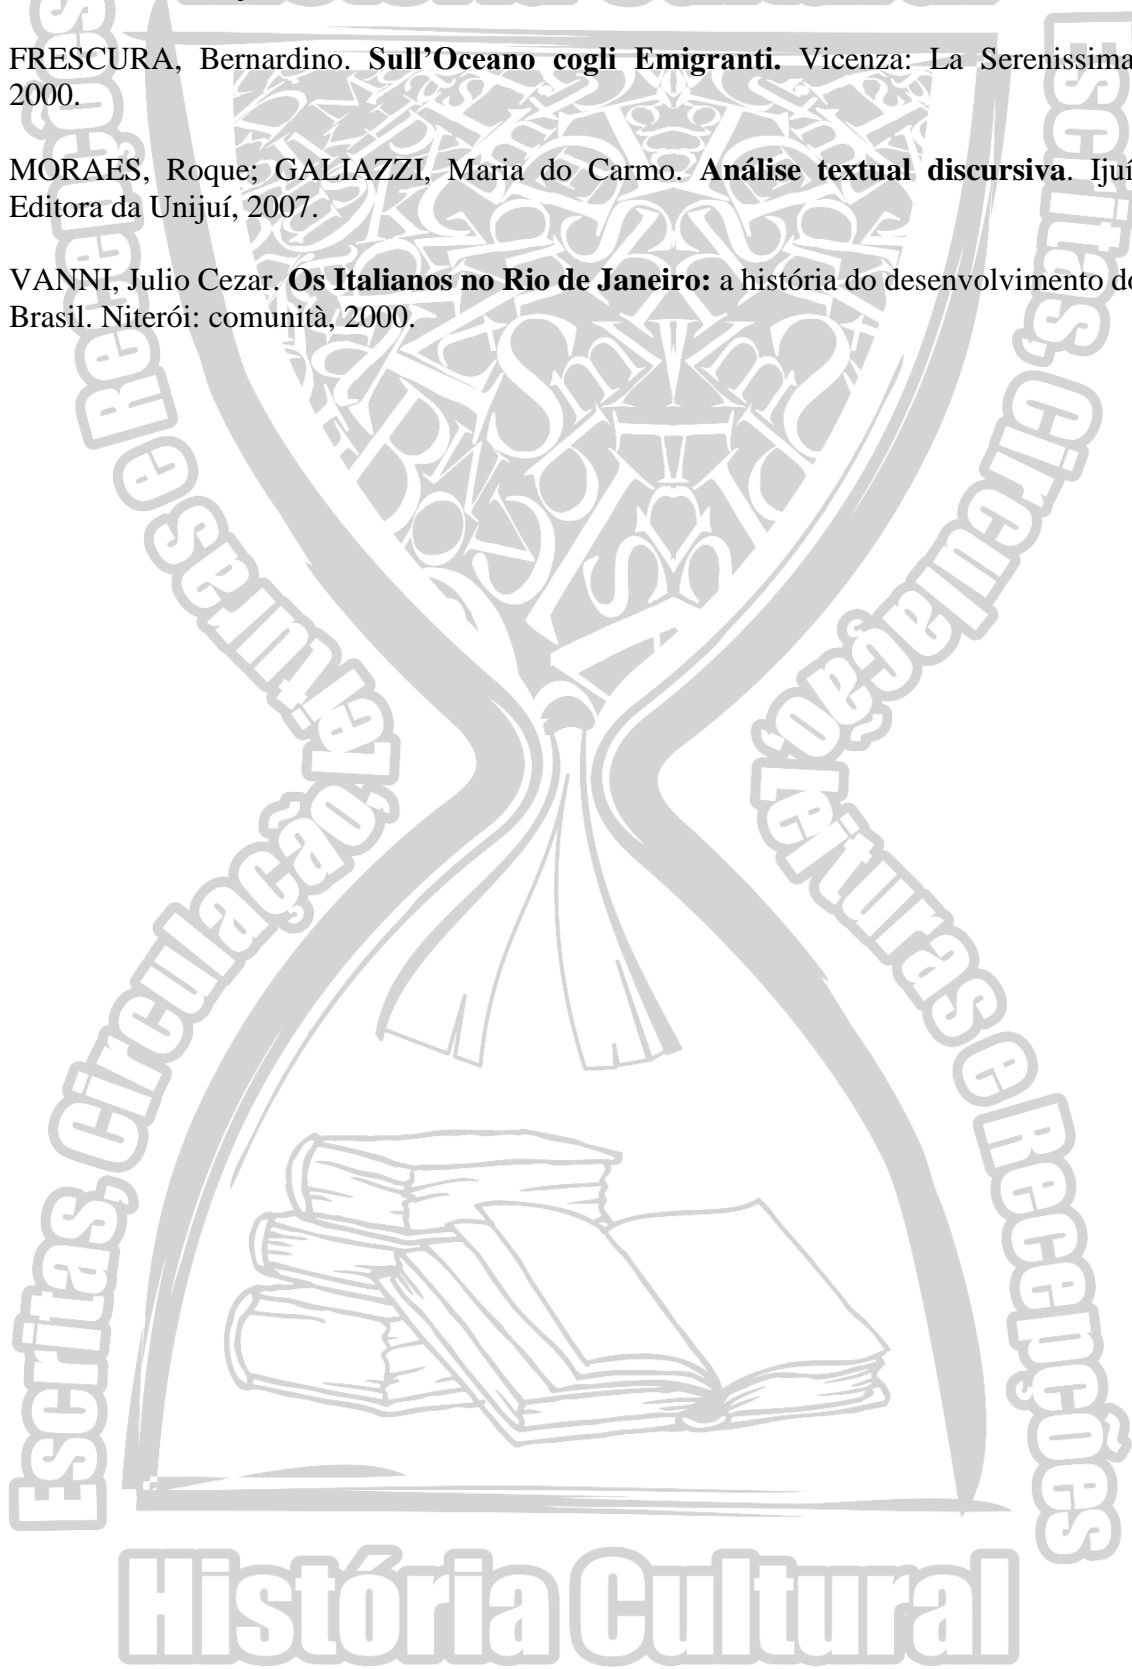 FRESCURA, Bernardino. Sull’Oceano cogli Emigranti. Vicenza: La Serenissima
2000.
MORAES, Roque; GALIAZZI, Maria do Carmo. Análise textual discursiva. Ijuí
Editora da Unijuí, 2007.
VANNI, Julio Cezar. Os Italianos no Rio de Janeiro: a história do desenvolvimento do
Brasil. Niterói: comunità, 2000.
Escritas, Circulação, Leituras e Recepções
Escritas, Circulação, Leituras e Recepções
História Cultural